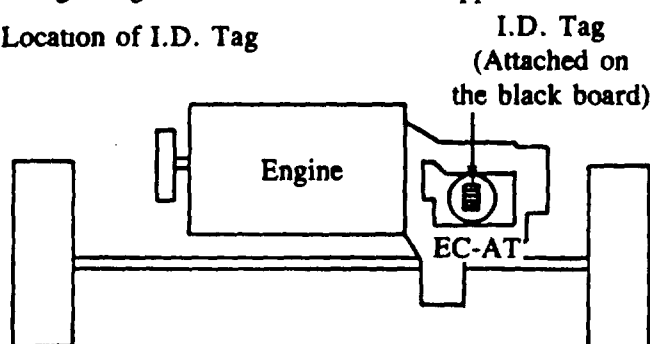 Location of I.D. Tag
I.D. Tag
(Attached on
the black board)
Engine
EC-AT